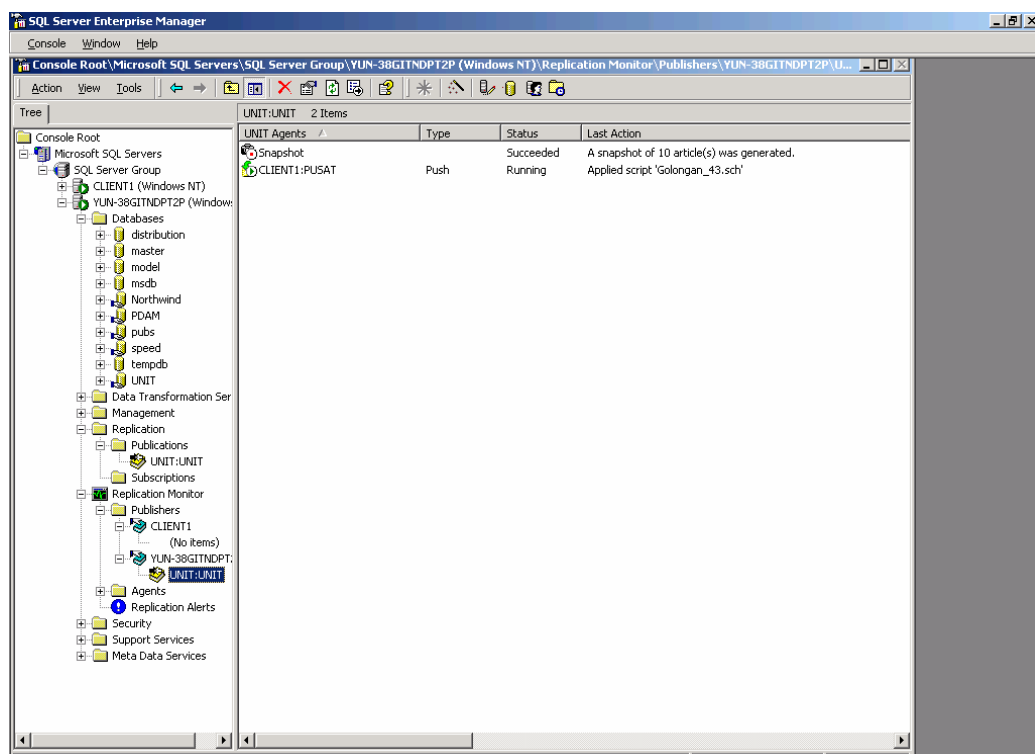 SQL Server Enterprise Manager
Console Window Help
Console Root\Microsoft SQL Servers\SQL Server Group\YUN-38GITNDPT2P (Windows NT)\Replication Monitor\Publishers\YUN-38GITNDPT2P\U...
Action View Tools
Tree
UNIT:UNIT 2 Items
UNIT Agents Type Status Last Action
Snapshot Succeeded A snapshot of 10 article(s) was generated.
CLIENT1:PUSAT Push Running Applied script 'Golongan_43.sch'
Console Root
Microsoft SQL Servers
SQL Server Group
CLIENT1 (Windows NT)
YUN-38GITNDPT2P (Window
Databases
distribution
master
model
msdb
Northwind
PDAM
pubs
speed
tempdb
UNIT
Data Transformation Ser
Management
Replication
Publications
UNIT:UNIT
Subscriptions
Replication Monitor
Publishers
CLIENT1
(No items)
YUN-38GITNDPT
UNIT:UNIT
Agents
Replication Alerts
Security
Support Services
Meta Data Services